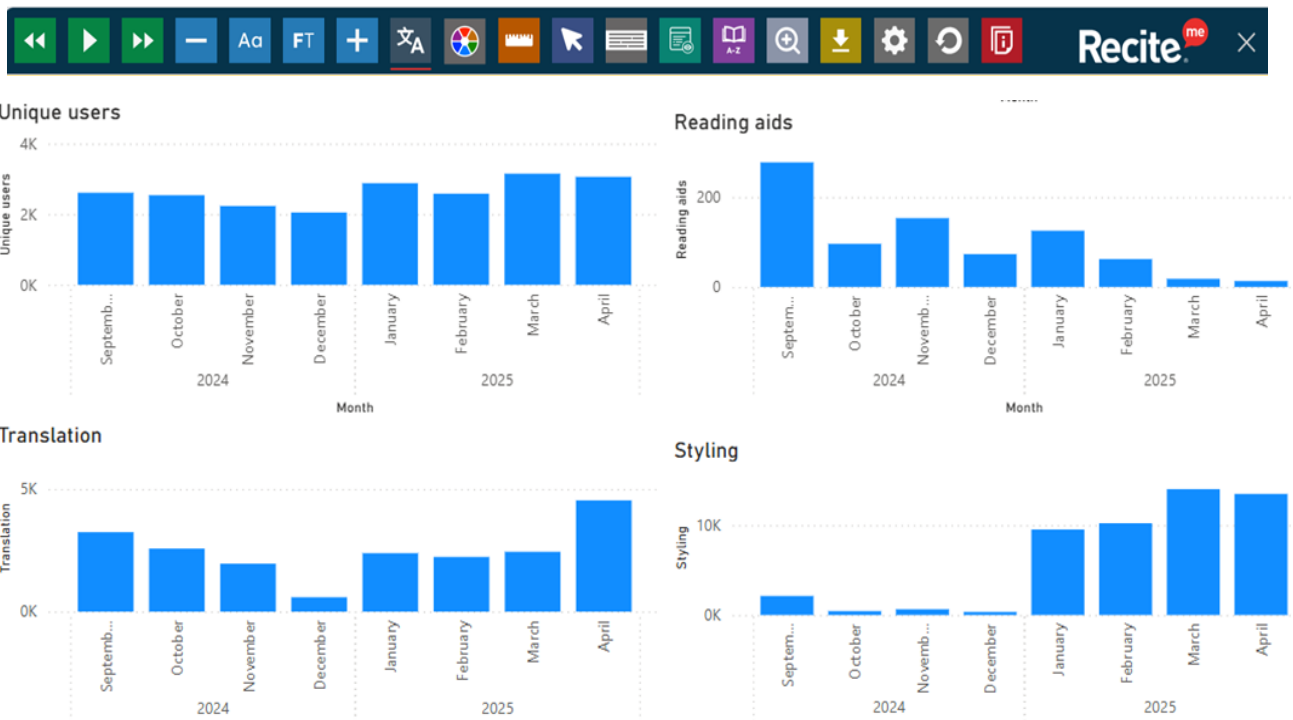 Aa
FT
文A
A-Z
Recite me
Unique users
4K
2K
0K
Unique users
Septemb...
October
November
December
January
February
March
April
2024
2025
Month
Reading aids
200
0
Reading aids
Septem...
October
Novemb...
December
January
February
March
April
2024
2025
Month
Translation
5K
0K
Translation
Septemb...
October
November
December
January
February
March
April
2024
2025
Styling
10K
0K
Styling
Septem...
October
Novemb...
December
January
February
March
April
2024
2025